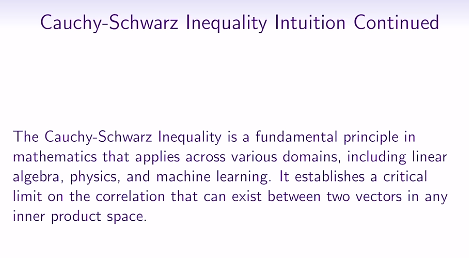 Cauchy-Schwarz Inequality Intuition Continued
The Cauchy-Schwarz Inequality is a fundamental principle in
mathematics that applies across various domains, including linear
algebra, physics, and machine learning. It establishes a critical
limit on the correlation that can exist between two vectors in any
inner product space.